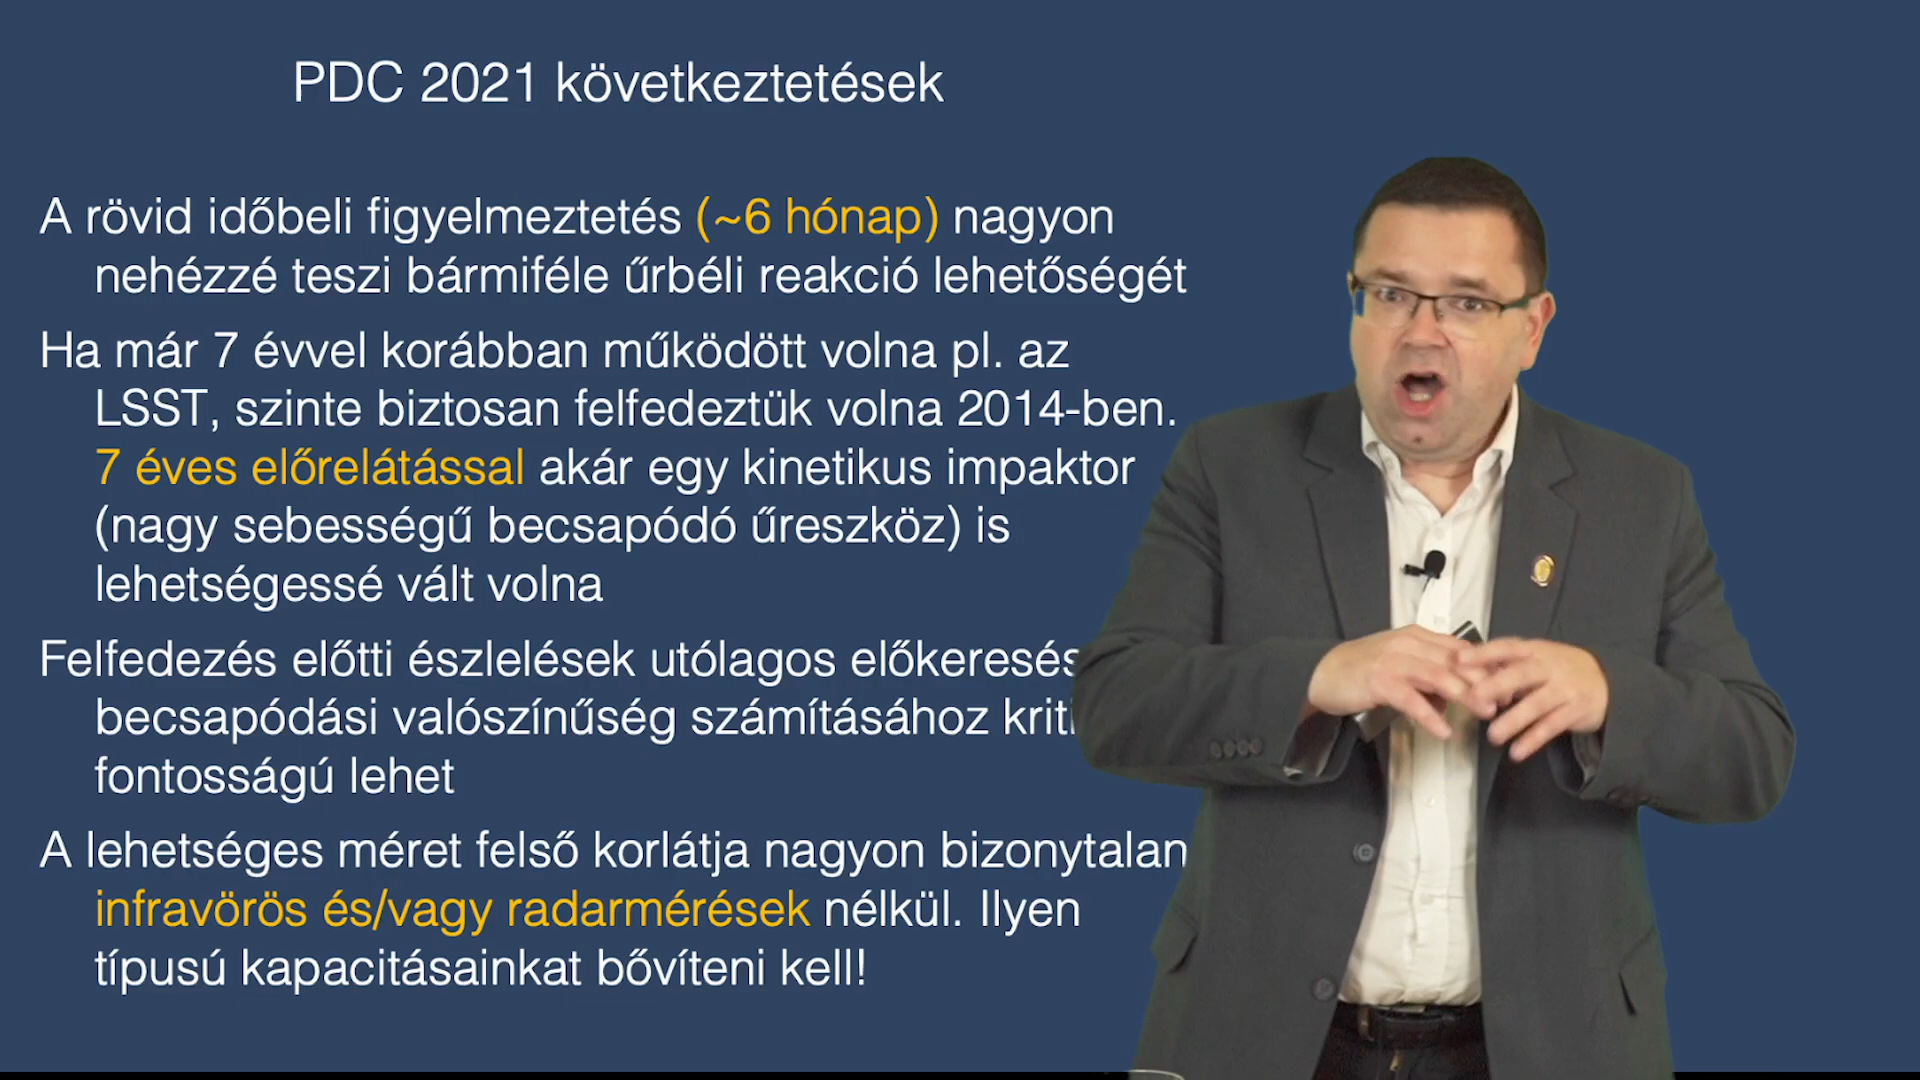 PDC 2021 következtetések
A rövid időbeli figyelmeztetés (~6 hónap) nagyon
nehézzé teszi bármiféle űrbéli reakció lehetőségét
Ha már 7 évvel korábban működött volna pl. az
LSST, szinte biztosan felfedeztük volna 2014-ben.
7 éves előrelátással akár egy kinetikus impaktor
(nagy sebességű becsapódó űreszköz) is
lehetségessé vált volna
Felfedezés előtti észlelések utólagos
becsapódási valószínűség számításához
fontosságú lehet
A lehetséges méret felső korlátja nagyon bizonytalan
infravörös és/vagy radarmérések nélkül. Ilyen
típusú kapacitásainkat bővíteni kell!